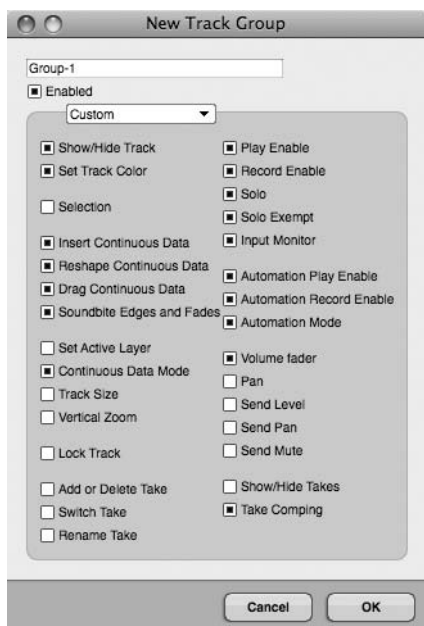 New Track Group
Group-1
Enabled
Custom
Show/Hide Track
Set Track Color
Selection
Insert Continuous Data
Reshape Continuous Data
Drag Continuous Data
Soundbite Edges and Fades
Set Active Layer
Continuous Data Mode
Track Size
Vertical Zoom
Lock Track
Add or Delete Take
Switch Take
Rename Take
Play Enable
Record Enable
Solo
Solo Exempt
Input Monitor
Automation Play Enable
Automation Record Enable
Automation Mode
Volume fader
Pan
Send Level
Send Pan
Send Mute
Show/Hide Takes
Take Comping
Cancel
OK